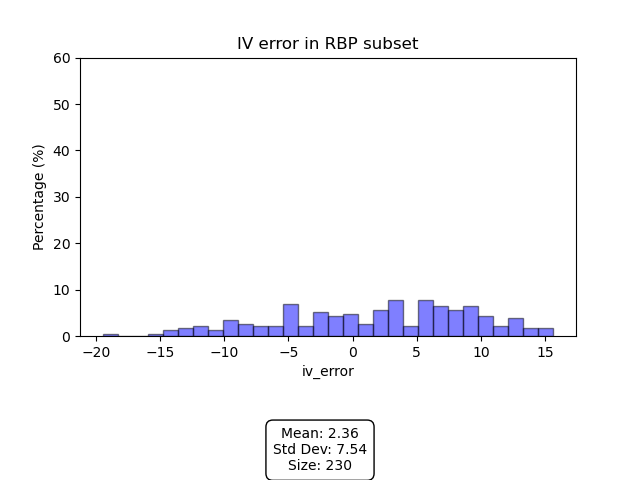 IV error in RBP subset
60
50
40
30
20
10
0
Percentage (%)
−20
−15
−10
−5
0
5
10
15
iv_error
Mean: 2.36
Std Dev: 7.54
Size: 230